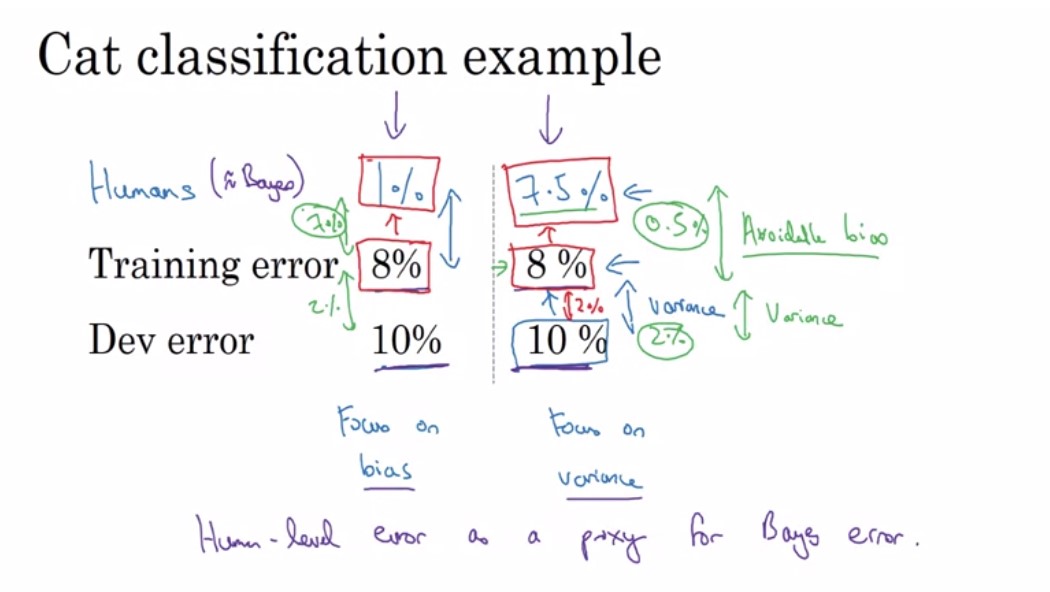 Cat classification example
Humans (≈ Bayes) 1% 7.5%
7% 0.5% Avoidable bias
Training error 8% 8 %
2% 2% Variance Variance
Dev error 10% 10 % 2%
Focus on Focus on
bias variance
Human-level error as a proxy for Bayes error.